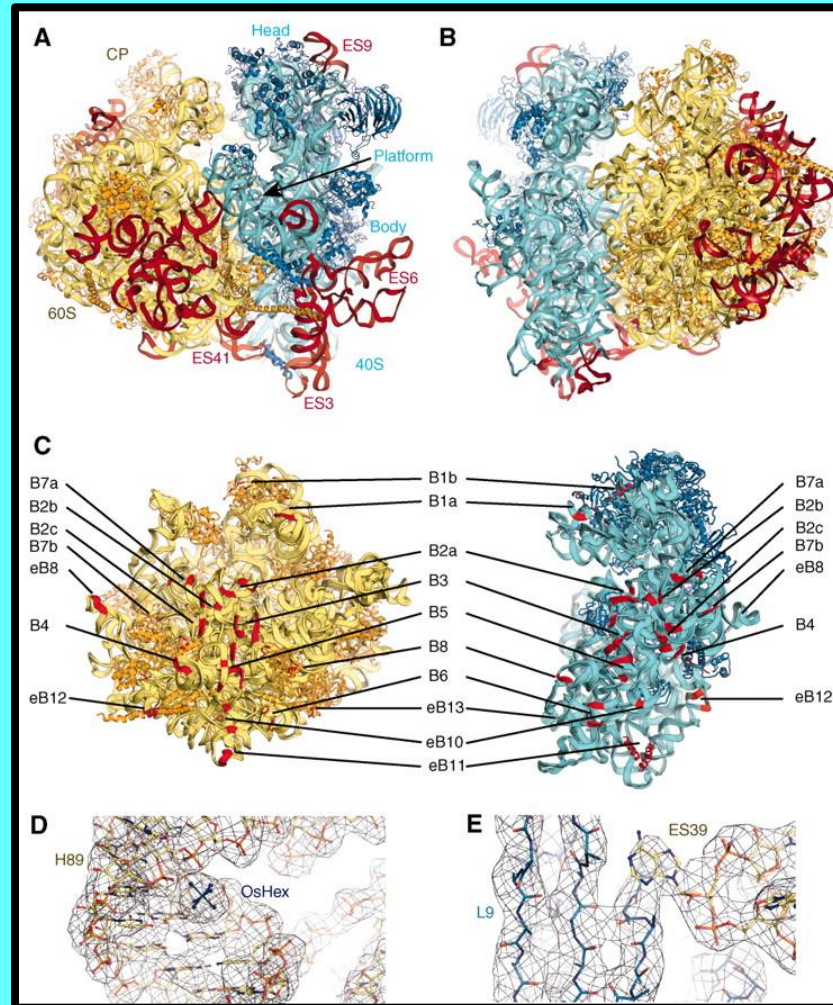 A
B
Head
ES9
CP
Platform
Body
ES6
60S
ES41
40S
ES3
C
B7a
B2b
B2c
B7b
eB8
B4
eB12
B1b
B1a
B2a
B3
B5
B8
B6
eB13
eB10
eB11
B7a
B2b
B2c
B7b
eB8
B4
eB12
D
H89
OsHex
E
ES39
L9